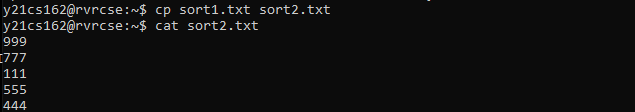 y21cs162@rvrcse:~$ cp sort1.txt sort2.txt
y21cs162@rvrcse:~$ cat sort2.txt
999
777
111
555
444